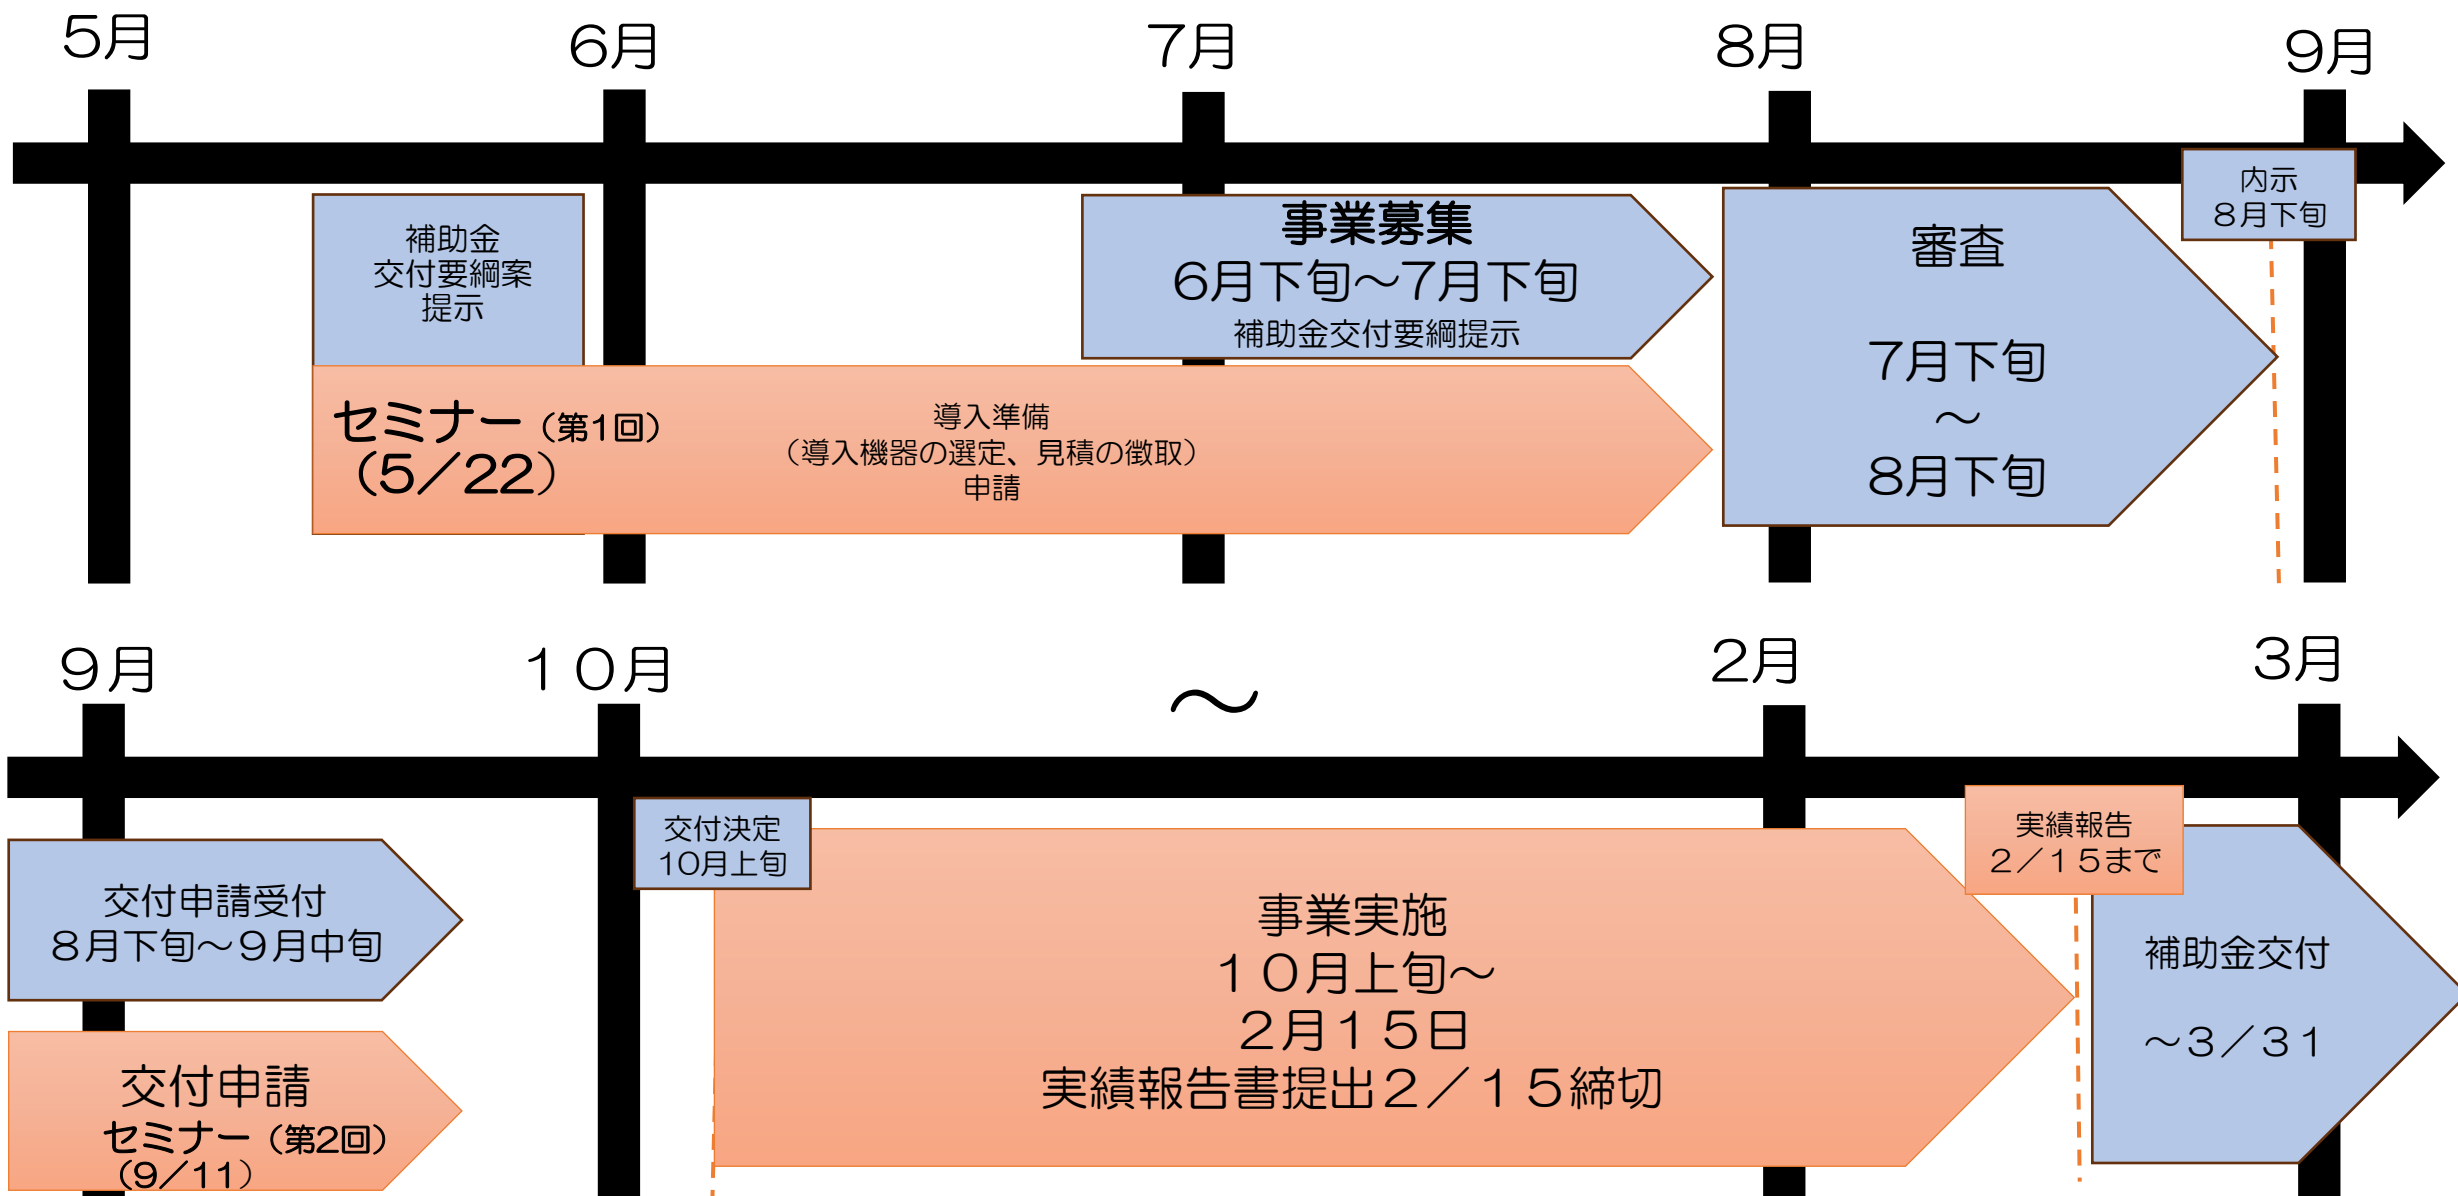 5月
6月
7月
8月
9月
補助金
交付要綱案
提示
事業募集
6月下旬～7月下旬
補助金交付要綱提示
審査
7月下旬
～
8月下旬
内示
8月下旬
セミナー（第1回）
（5／22）
導入準備
（導入機器の選定、見積の徴取）
申請
9月
１０月
～
2月
3月
交付申請受付
８月下旬～９月中旬
交付申請
セミナー（第2回）
（9／11）
交付決定
10月上旬
事業実施
１０月上旬～
２月１５日
実績報告書提出２／１５締切
実績報告
２／１５まで
補助金交付
～３／３１